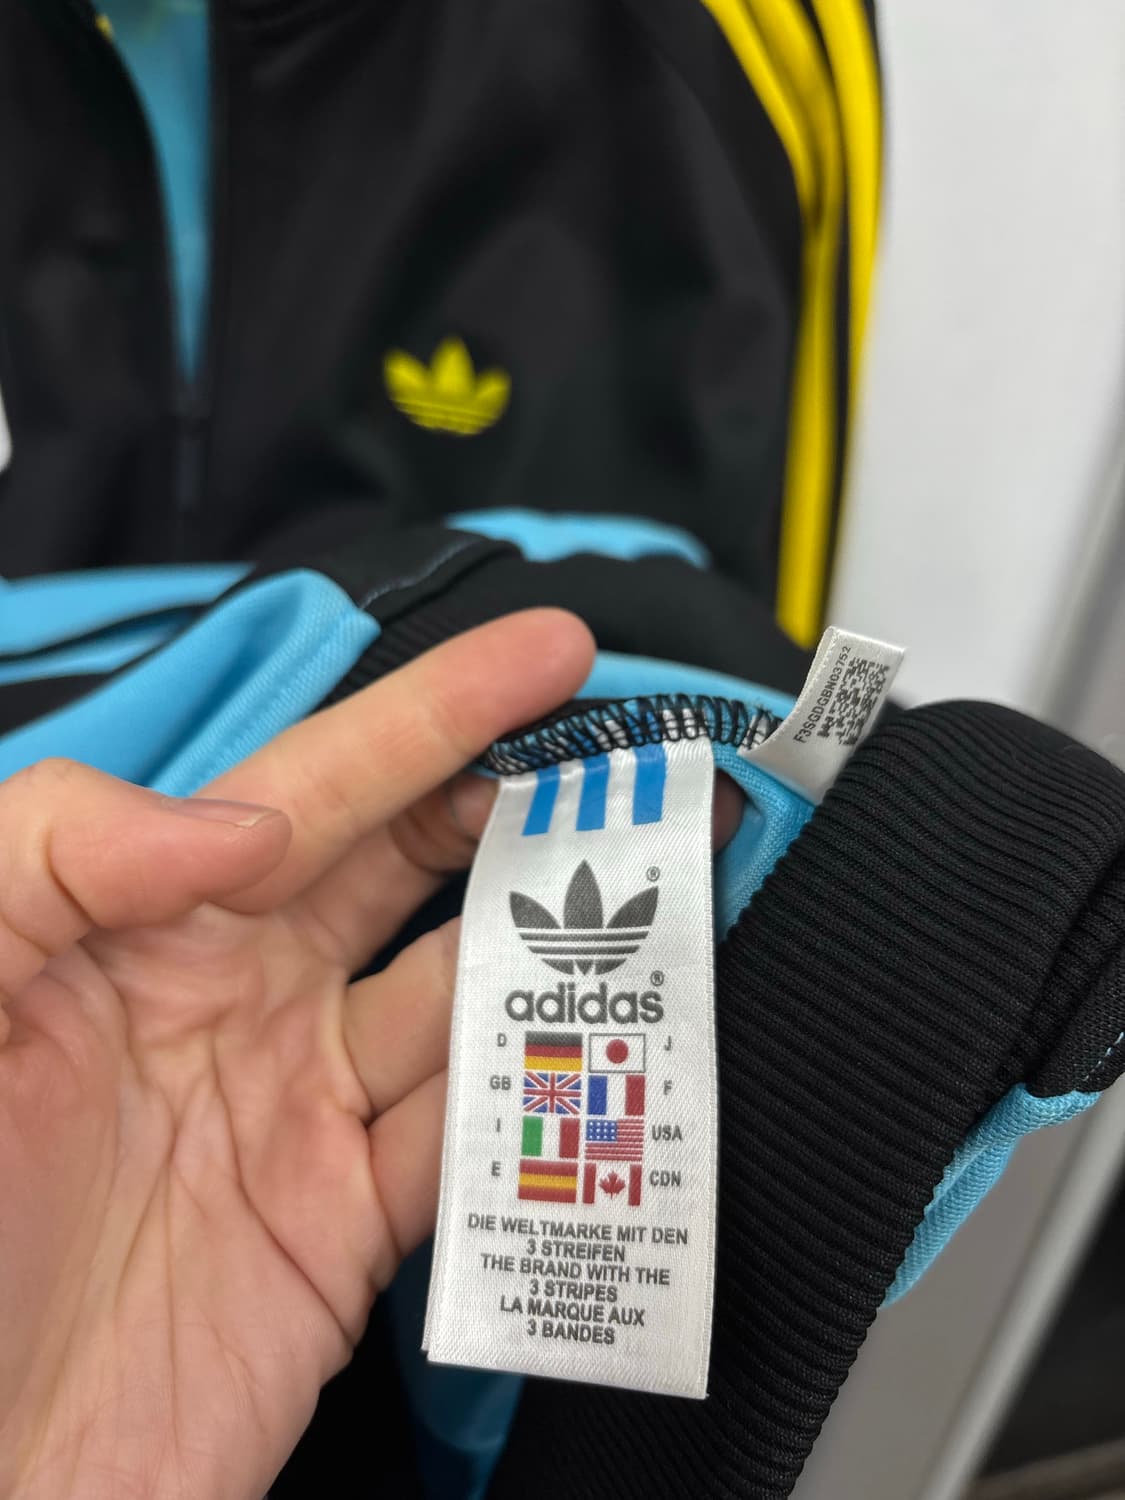 F3SGDGBN03752
®
adidas®
D J
GB F
I USA
E CDN
DIE WELTMARKE MIT DEN
3 STREIFEN
THE BRAND WITH THE
3 STRIPES
LA MARQUE AUX
3 BANDES